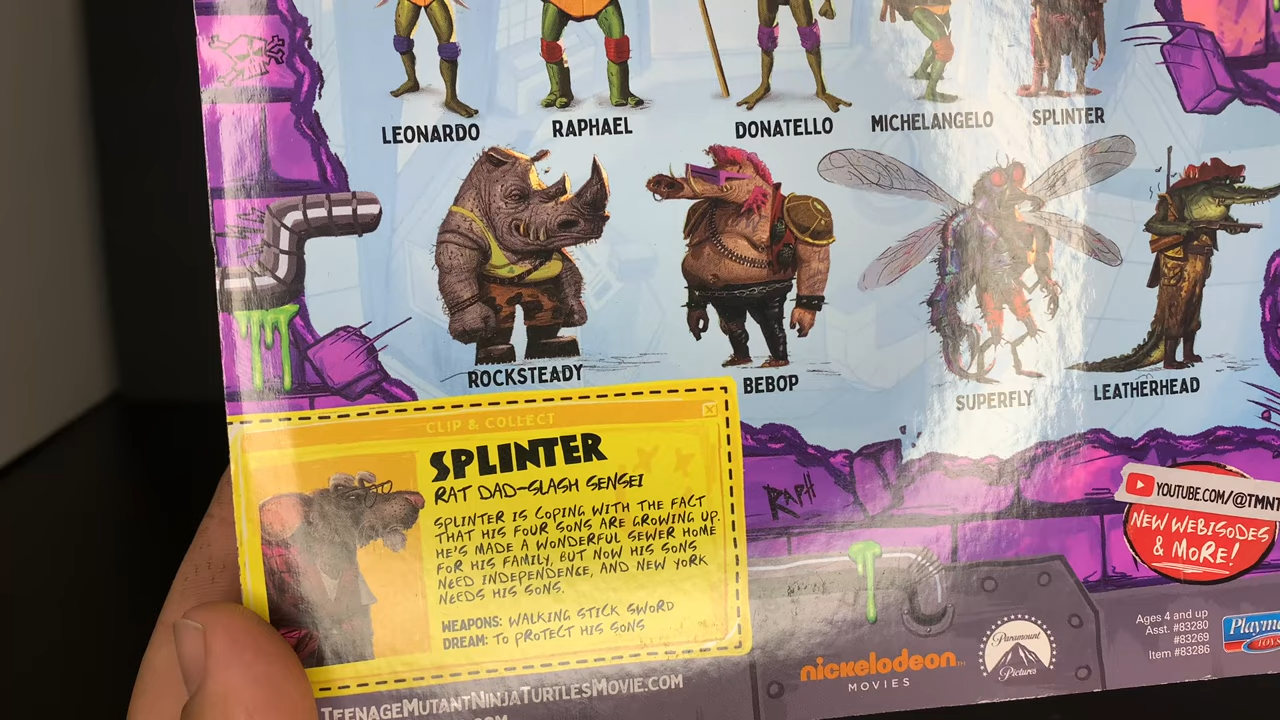 LEONARDO
RAPHAEL
DONATELLO
MICHELANGELO
SPLINTER
ROCKSTEADY
BEBOP
SUPERFLY
LEATHERHEAD
CLIP & COLLECT
SPLINTER
RAT DAD-SLASH SENSEI
SPLINTER IS COPING WITH THE FACT
THAT HIS FOUR SONS ARE GROWING UP.
HE'S MADE A WONDERFUL SEWER HOME
FOR HIS FAMILY, BUT NOW HIS SONS
NEED INDEPENDENCE, AND NEW YORK
NEEDS HIS SONS.
WEAPONS: WALKING STICK SWORD
DREAM: TO PROTECT HIS SONS
RAPH
YOUTUBE.COM/@TMNT
NEW WEBISODES
& MORE!
nickelodeon
MOVIES
Paramount
Pictures
Ages 4 and up
Asst. #83280
#83269
Item #83286
Playm
TOYS
TEENAGEMUTANTNINJATURTLESMOVIE.COM
.COM